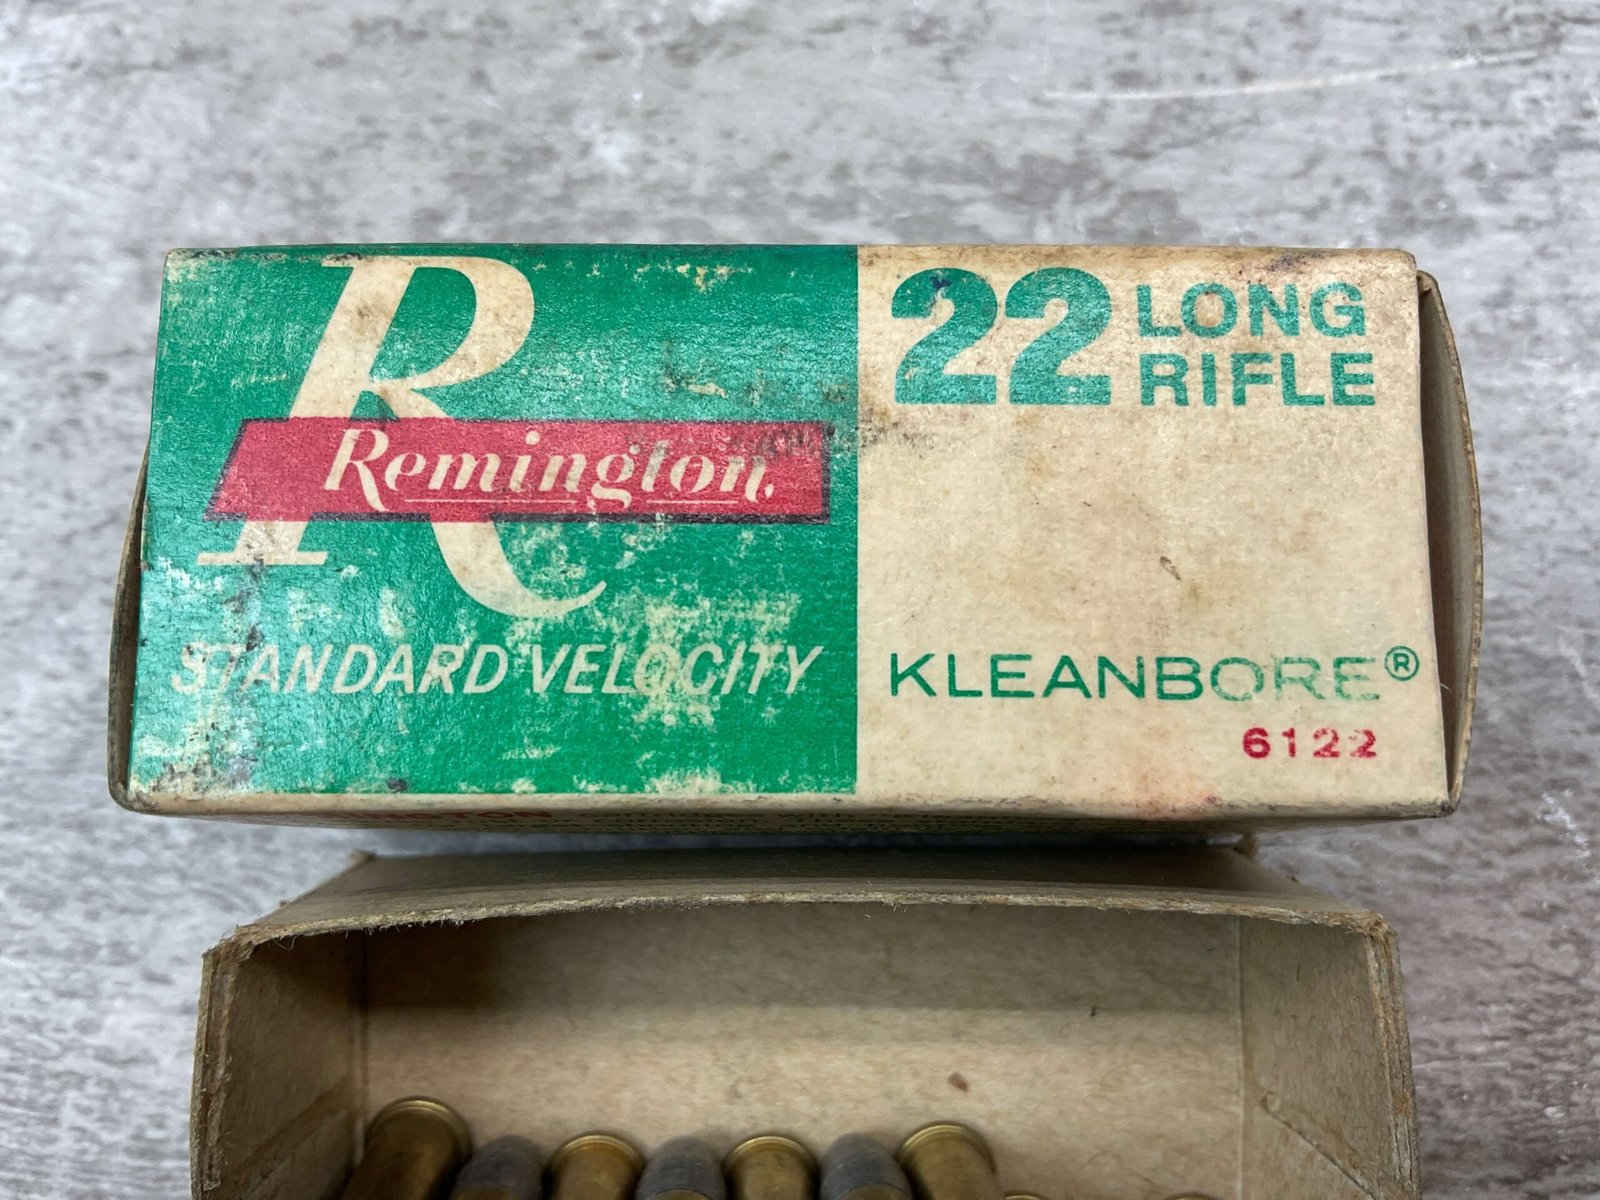 R
Remington.
STANDARD VELOCITY
22 LONG
RIFLE
KLEANBORE®
6122